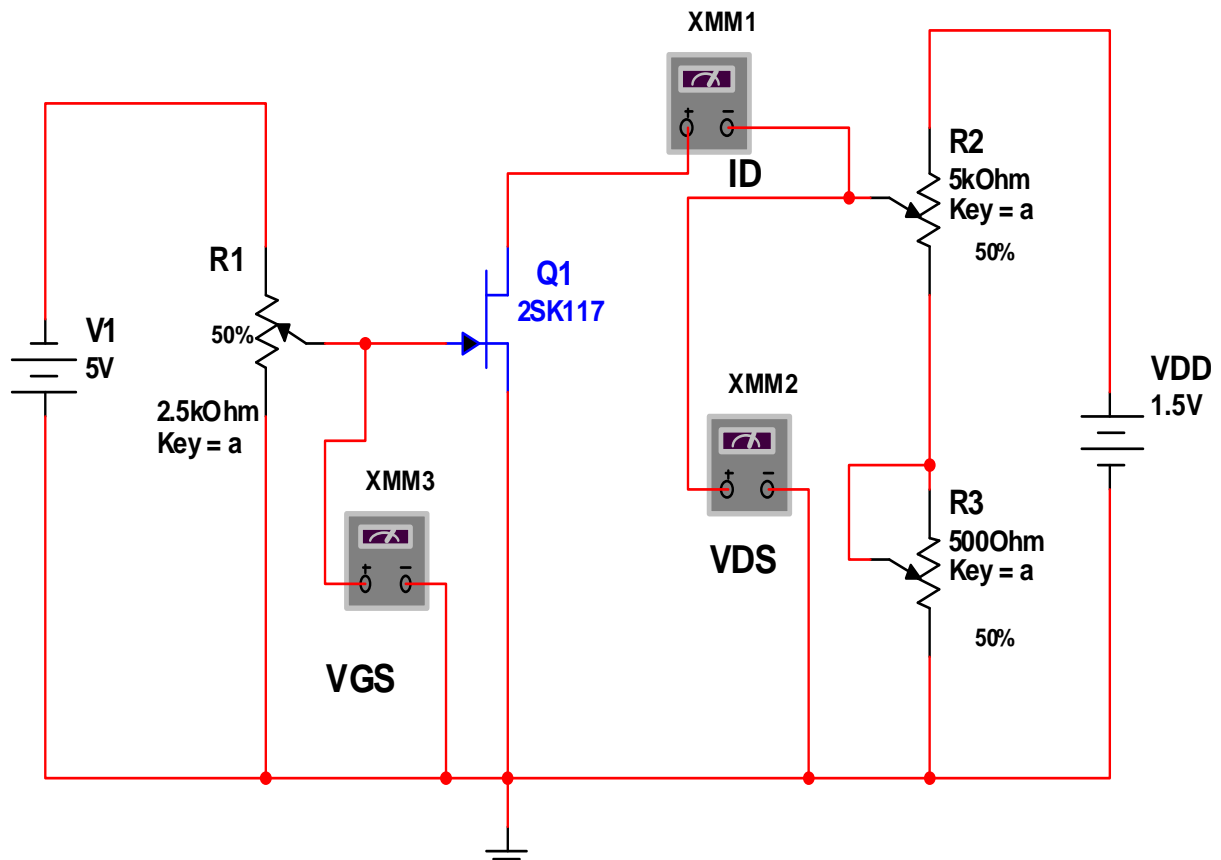 XMM1
+ −
ID
R2
5kOhm
Key = a
50%
R1
50%
2.5kOhm
Key = a
Q1
2SK117
V1
5V
XMM2
+ −
VDS
VDD
1.5V
XMM3
+ −
VGS
R3
500Ohm
Key = a
50%